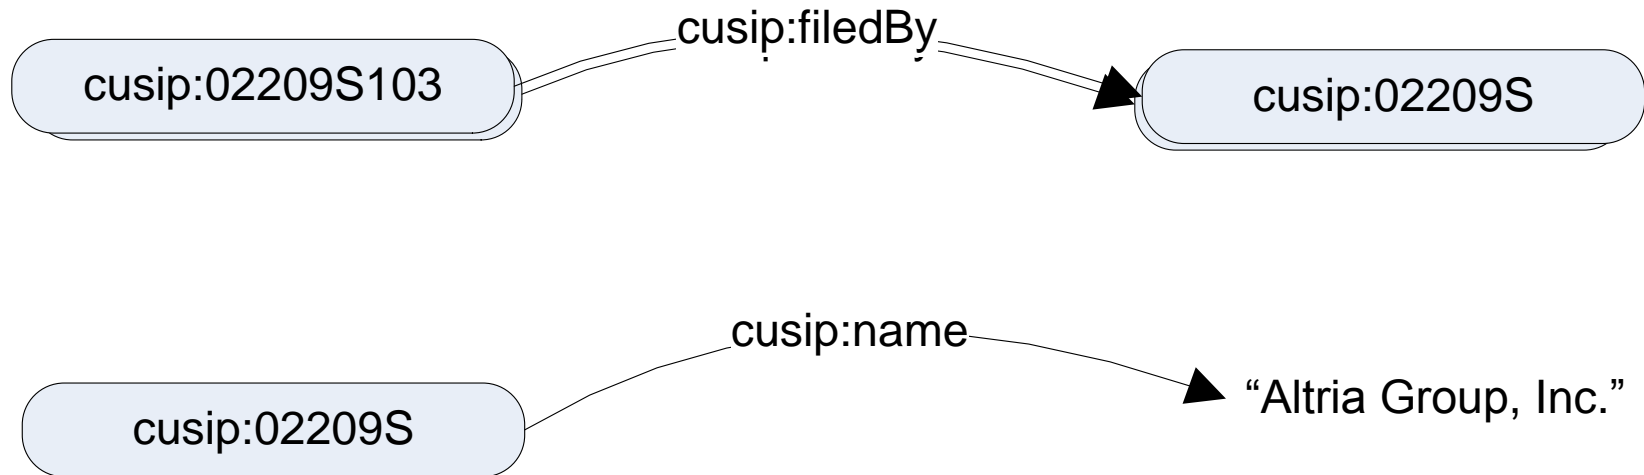 cusip:filedBy
cusip:02209S103
cusip:02209S
cusip:name
“Altria Group, Inc.”
cusip:02209S